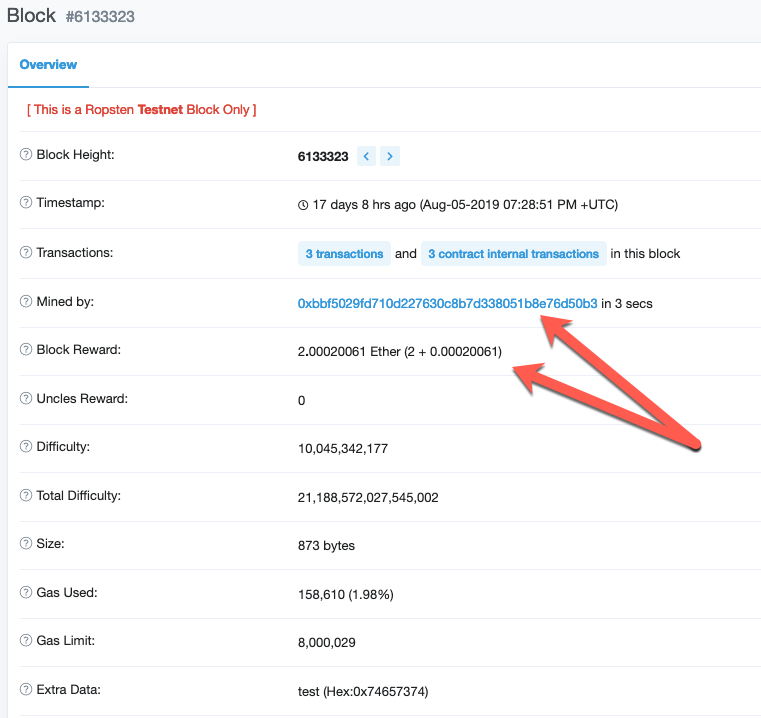 Block #6133323
Overview
[ This is a Ropsten Testnet Block Only ]
Block Height: 6133323 < >
Timestamp: 17 days 8 hrs ago (Aug-05-2019 07:28:51 PM +UTC)
Transactions: 3 transactions and 3 contract internal transactions in this block
Mined by: 0xbbf5029fd710d227630c8b7d338051b8e76d50b3 in 3 secs
Block Reward: 2.00020061 Ether (2 + 0.00020061)
Uncles Reward: 0
Difficulty: 10,045,342,177
Total Difficulty: 21,188,572,027,545,002
Size: 873 bytes
Gas Used: 158,610 (1.98%)
Gas Limit: 8,000,029
Extra Data: test (Hex:0x74657374)